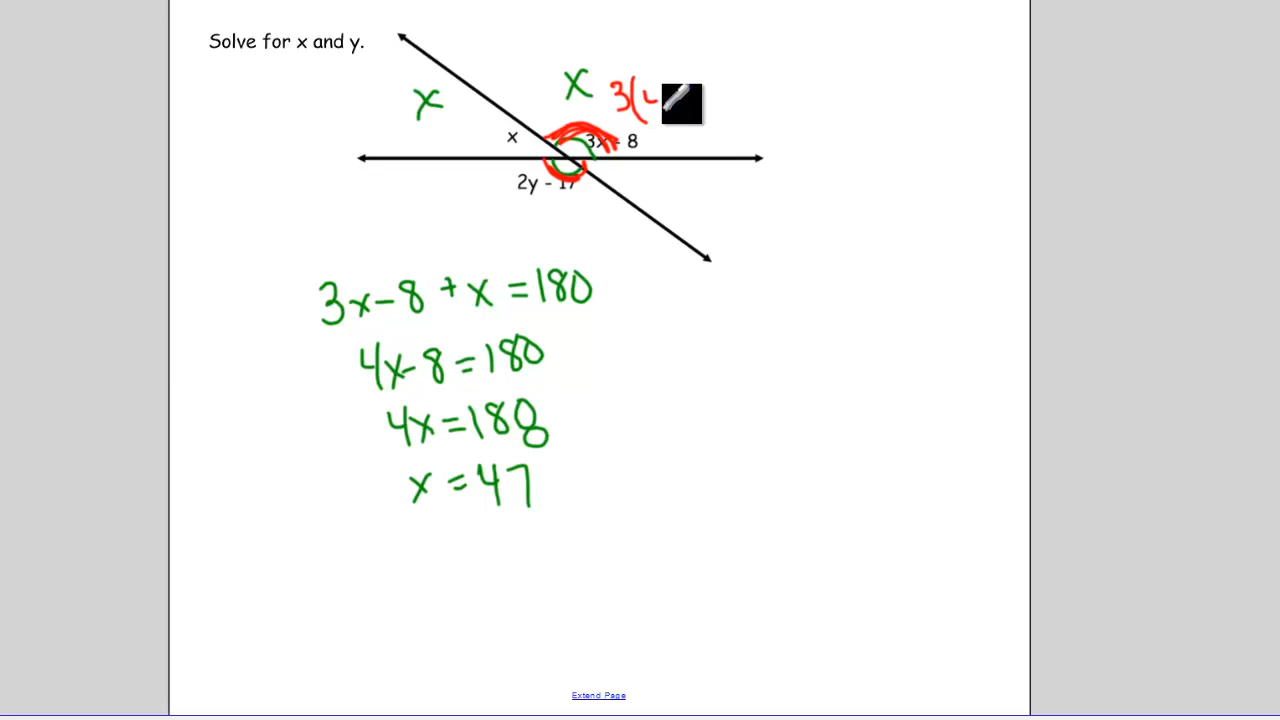 Solve for x and y.
x
x 3(4
x
3x - 8
2y - 17
3x - 8 + x = 180
4x - 8 = 180
4x = 188
x = 47
Extend Page